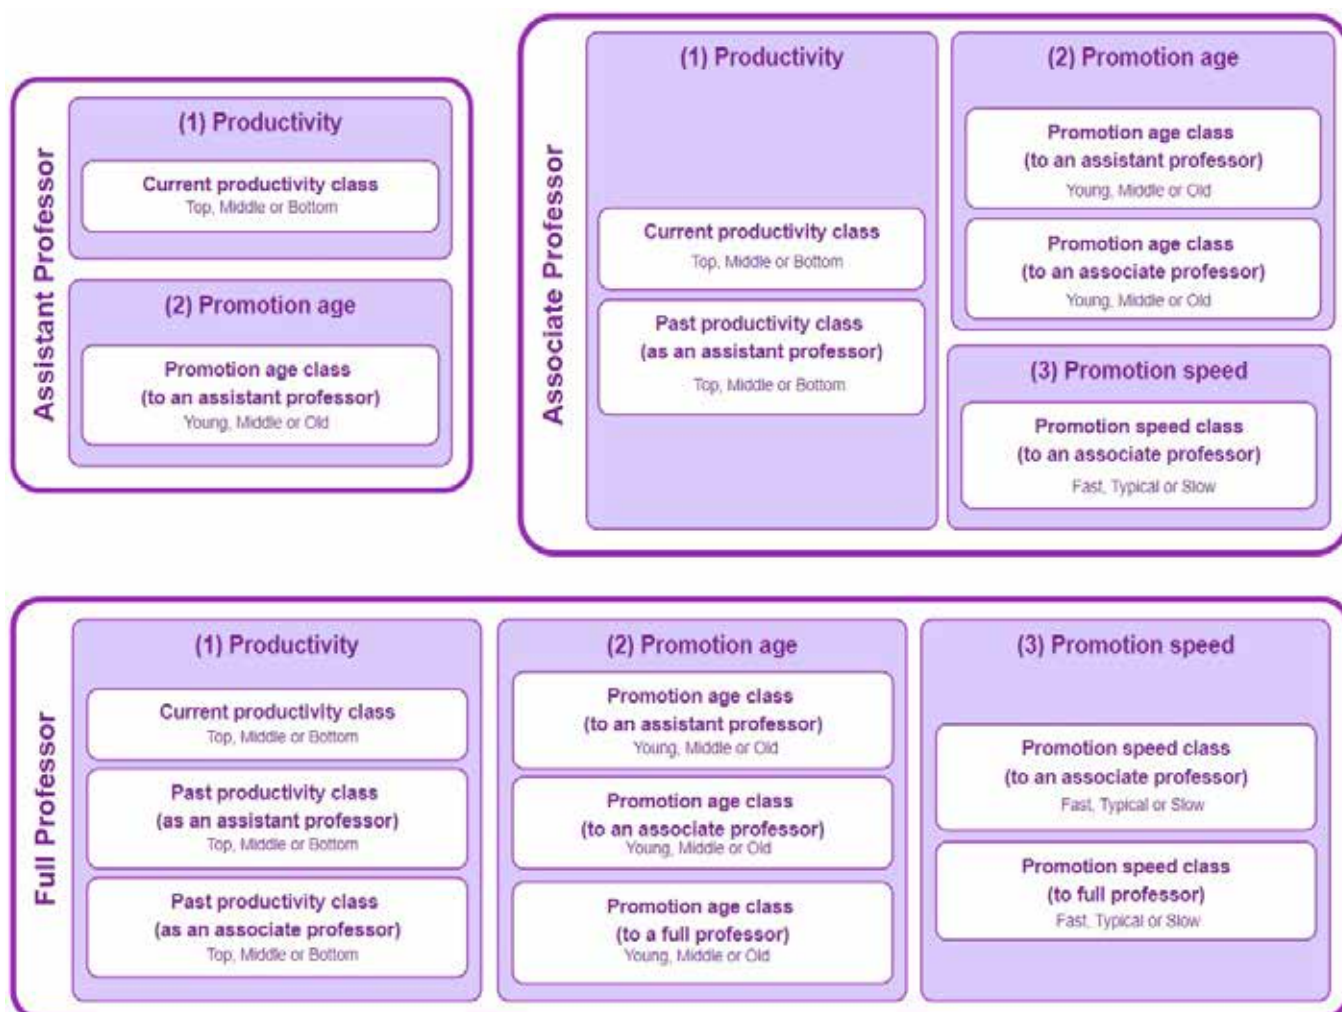 Assistant Professor
(1) Productivity
Current productivity class
Top, Middle or Bottom
(2) Promotion age
Promotion age class
(to an assistant professor)
Young, Middle or Old
Associate Professor
(1) Productivity
Current productivity class
Top, Middle or Bottom
Past productivity class
(as an assistant professor)
Top, Middle or Bottom
(2) Promotion age
Promotion age class
(to an assistant professor)
Young, Middle or Old
Promotion age class
(to an associate professor)
Young, Middle or Old
(3) Promotion speed
Promotion speed class
(to an associate professor)
Fast, Typical or Slow
Full Professor
(1) Productivity
Current productivity class
Top, Middle or Bottom
Past productivity class
(as an assistant professor)
Top, Middle or Bottom
Past productivity class
(as an associate professor)
Top, Middle or Bottom
(2) Promotion age
Promotion age class
(to an assistant professor)
Young, Middle or Old
Promotion age class
(to an associate professor)
Young, Middle or Old
Promotion age class
(to a full professor)
Young, Middle or Old
(3) Promotion speed
Promotion speed class
(to an associate professor)
Fast, Typical or Slow
Promotion speed class
(to full professor)
Fast, Typical or Slow